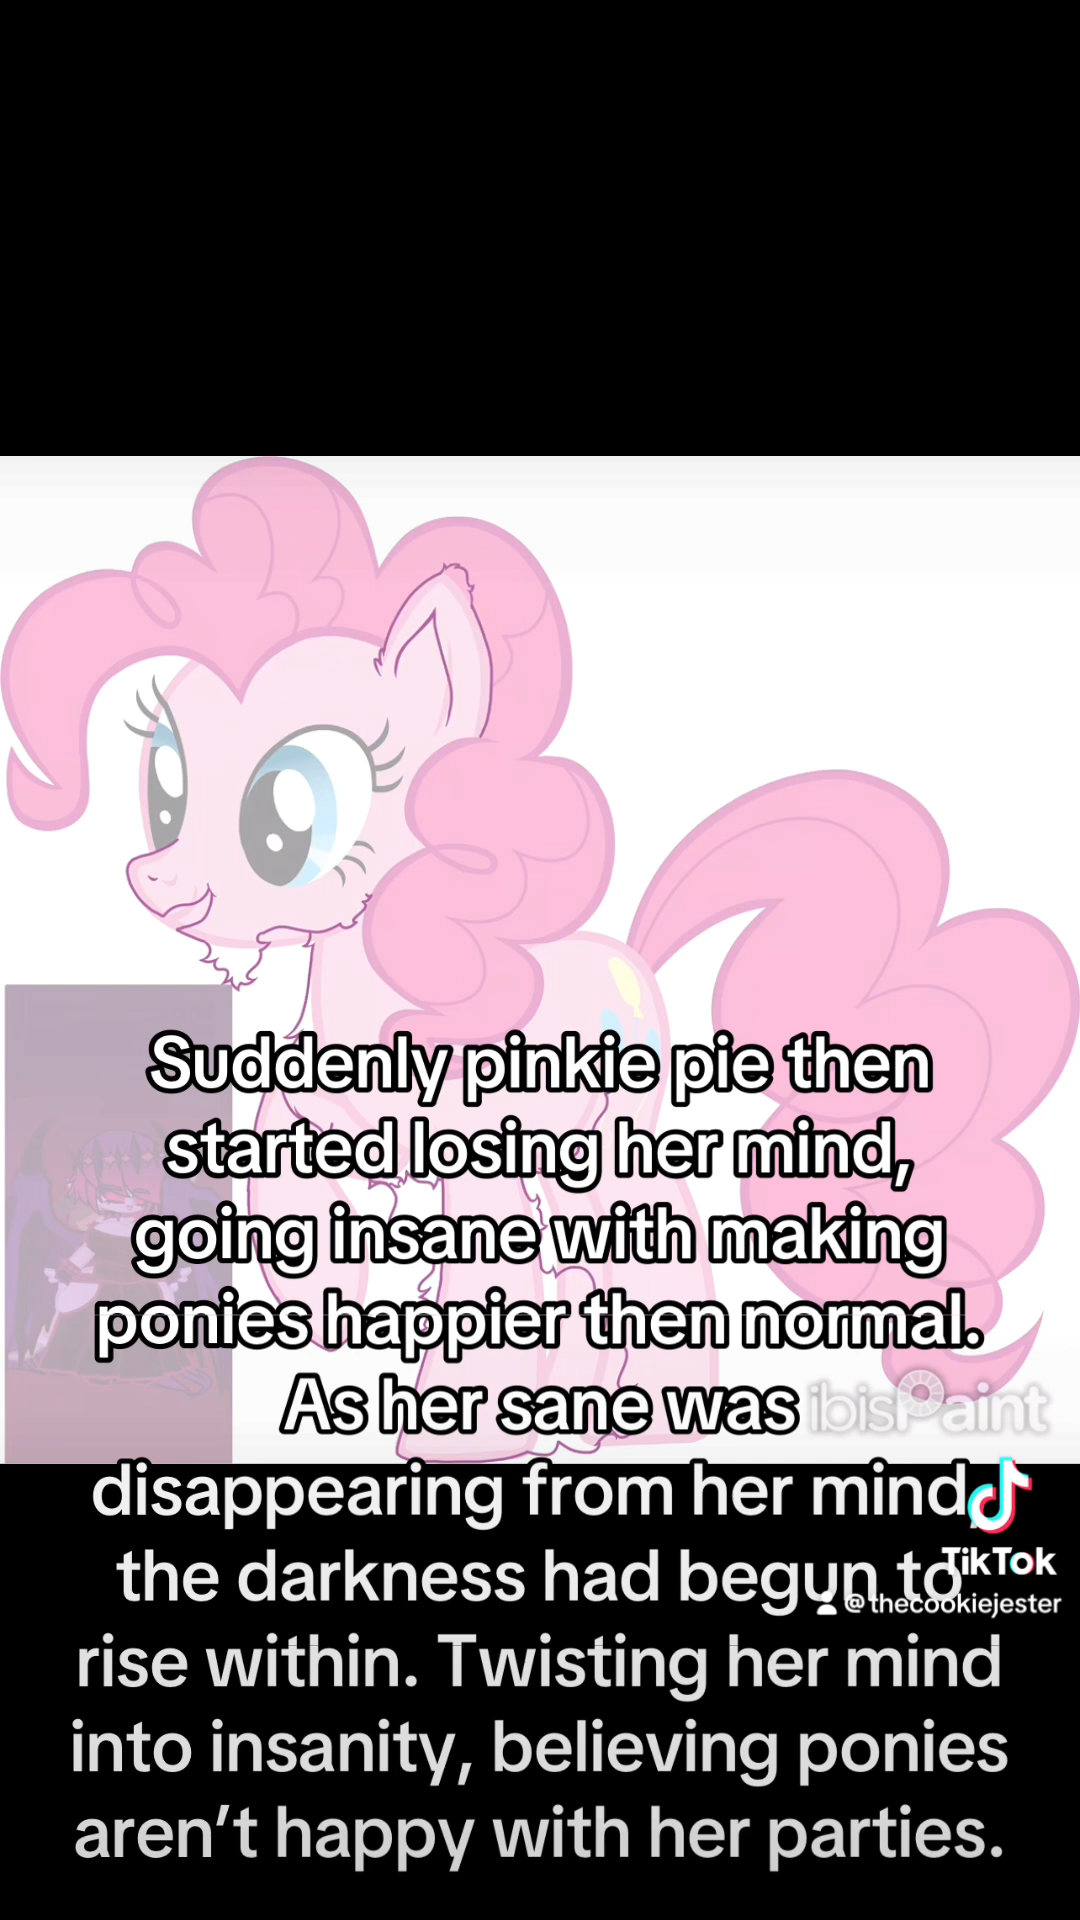 Suddenly pinkie pie then
started losing her mind,
going insane with making
ponies happier then normal.
As her sane was
ibisPaint
disappearing from her mind,
the darkness had begun to
TikTok
@thecookiejester
rise within. Twisting her mind
into insanity, believing ponies
aren’t happy with her parties.